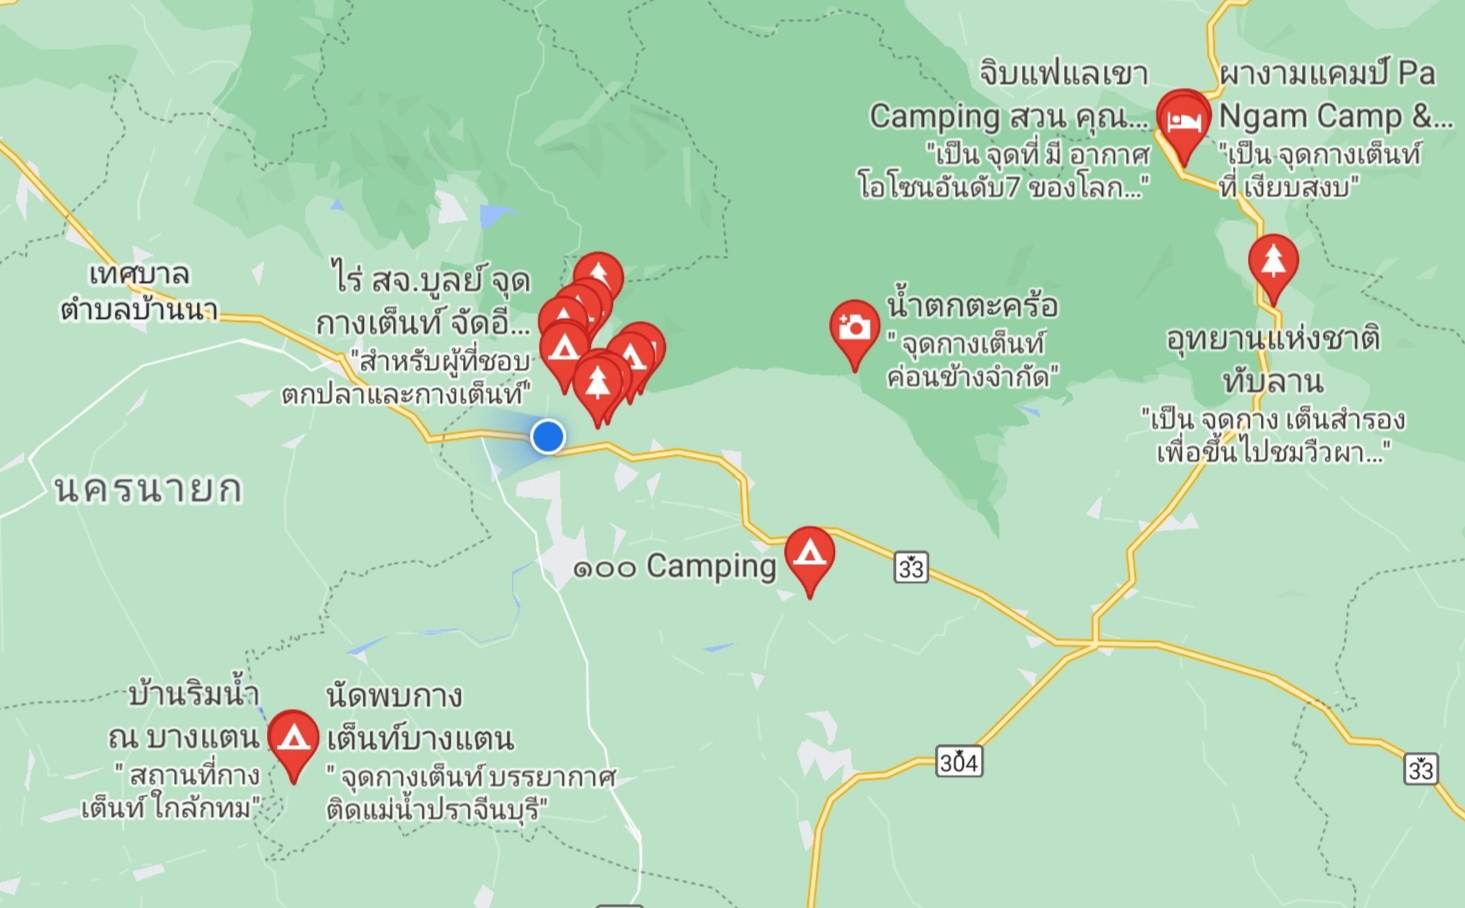 จิบแฟแลเขา
Camping สวน คุณ...
"เป็น จุดที่ มี อากาศ
โอโซนอันดับ7 ของโลก..."
ผางามแคมป์ Pa
Ngam Camp &...
"เป็น จุดกางเต็นท์
ที่ เงียบสงบ"
เทศบาล
ตำบลบ้านนา
ไร่ สจ.บูลย์ จุด
กางเต็นท์ จัดอี...
"สำหรับผู้ที่ชอบ
ตกปลาและกางเต็นท์"
น้ำตกตะคร้อ
" จุดกางเต็นท์
ค่อนข้างจำกัด"
อุทยานแห่งชาติ
ทับลาน
"เป็น จุดกาง เต็นสำรอง
เพื่อขึ้นไปชมวิวผา..."
นครนายก
๑๐๐ Camping
33
304
33
บ้านริมน้ำ
ณ บางแตน
" สถานที่กาง
เต็นท์ ใกล้กทม"
นัดพบกาง
เต็นท์บางแตน
" จุดกางเต็นท์ บรรยากาศ
ติดแม่น้ำปราจีนบุรี"